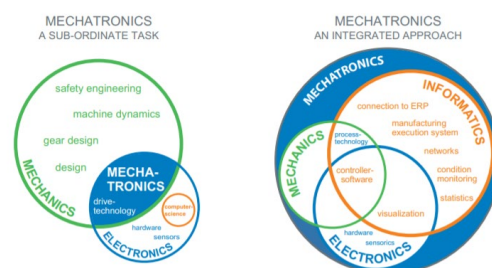 MECHATRONICS
A SUB-ORDINATE TASK
safety engineering
machine dynamics
gear design
design
MECHANICS
MECHA-
TRONICS
drive-
technology
computer-
science
hardware
sensors
ELECTRONICS
MECHATRONICS
AN INTEGRATED APPROACH
MECHATRONICS
INFORMATICS
connection to ERP
manufacturing
execution system
networks
condition
monitoring
statistics
process-
technology
MECHANICS
controller-
software
visualization
hardware
sensorics
ELECTRONICS